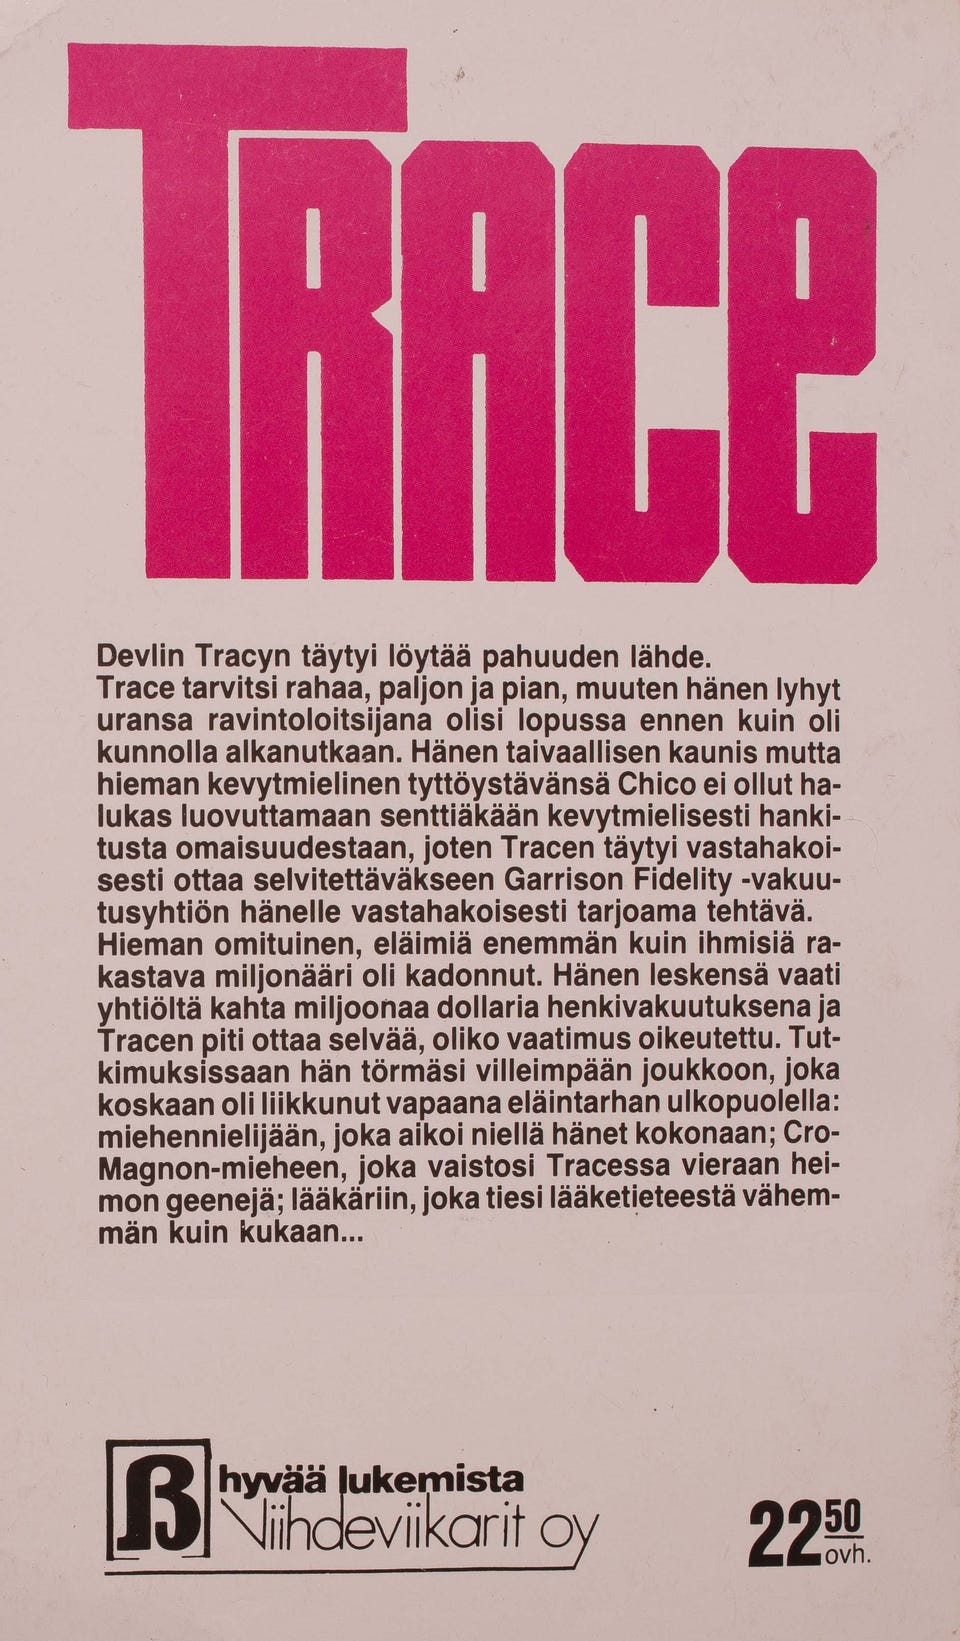 TRACE
Devlin Tracyn täytyi löytää pahuuden lähde.
Trace tarvitsi rahaa, paljon ja pian, muuten hänen lyhyt
uransa ravintoloitsijana olisi lopussa ennen kuin oli
kunnolla alkanutkaan. Hänen taivaallisen kaunis mutta
hieman kevytmielinen tyttöystävänsä Chico ei ollut ha-
lukas luovuttamaan senttiäkään kevytmielisesti hanki-
tusta omaisuudestaan, joten Tracen täytyi vastahakoi-
sesti ottaa selvitettäväkseen Garrison Fidelity -vakuu-
tusyhtiön hänelle vastahakoisesti tarjoama tehtävä.
Hieman omituinen, eläimiä enemmän kuin ihmisiä ra-
kastava miljonääri oli kadonnut. Hänen leskensä vaati
yhtiöltä kahta miljoonaa dollaria henkivakuutuksena ja
Tracen piti ottaa selvää, oliko vaatimus oikeutettu. Tut-
kimuksissaan hän törmäsi villeimpään joukkoon, joka
koskaan oli liikkunut vapaana eläintarhan ulkopuolella:
miehennielijään, joka aikoi niellä hänet kokonaan; Cro-
Magnon-mieheen, joka vaistosi Tracessa vieraan hei-
mon geenejä; lääkäriin, joka tiesi lääketieteestä vähem-
män kuin kukaan...
ß hyvää lukemista
Viihdeviikarit oy
22 50
ovh.